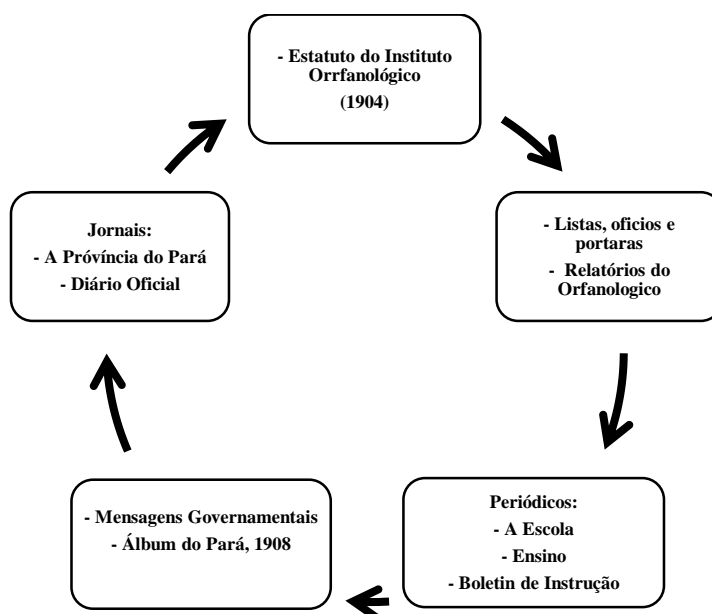 - Estatuto do Instituto
Orrfanológico
(1904)
- Listas, oficios e
portaras
- Relatórios do
Orfanologico
Periódicos:
- A Escola
- Ensino
- Boletin de Instrução
- Mensagens Governamentais
- Álbum do Pará, 1908
Jornais:
- A Próvíncia do Pará
- Diário Oficial